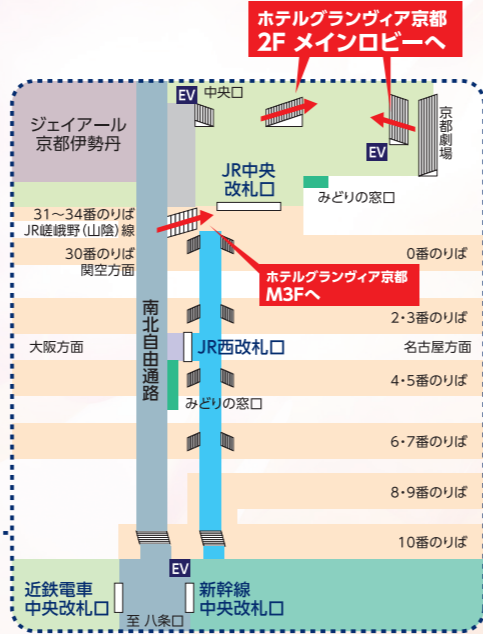 ホテルグランヴィア京都
2F メインロビーへ
EV
中央口
ジェイアール
京都伊勢丹
EV
京都劇場
JR中央
改札口
みどりの窓口
31～34番のりば
JR嵯峨野(山陰)線
30番のりば
関空方面
0番のりば
ホテルグランヴィア京都
M3Fへ
南北自由通路
2・3番のりば
大阪方面
JR西改札口
名古屋方面
4・5番のりば
みどりの窓口
6・7番のりば
8・9番のりば
10番のりば
EV
近鉄電車
中央改札口
新幹線
中央改札口
至 八条口